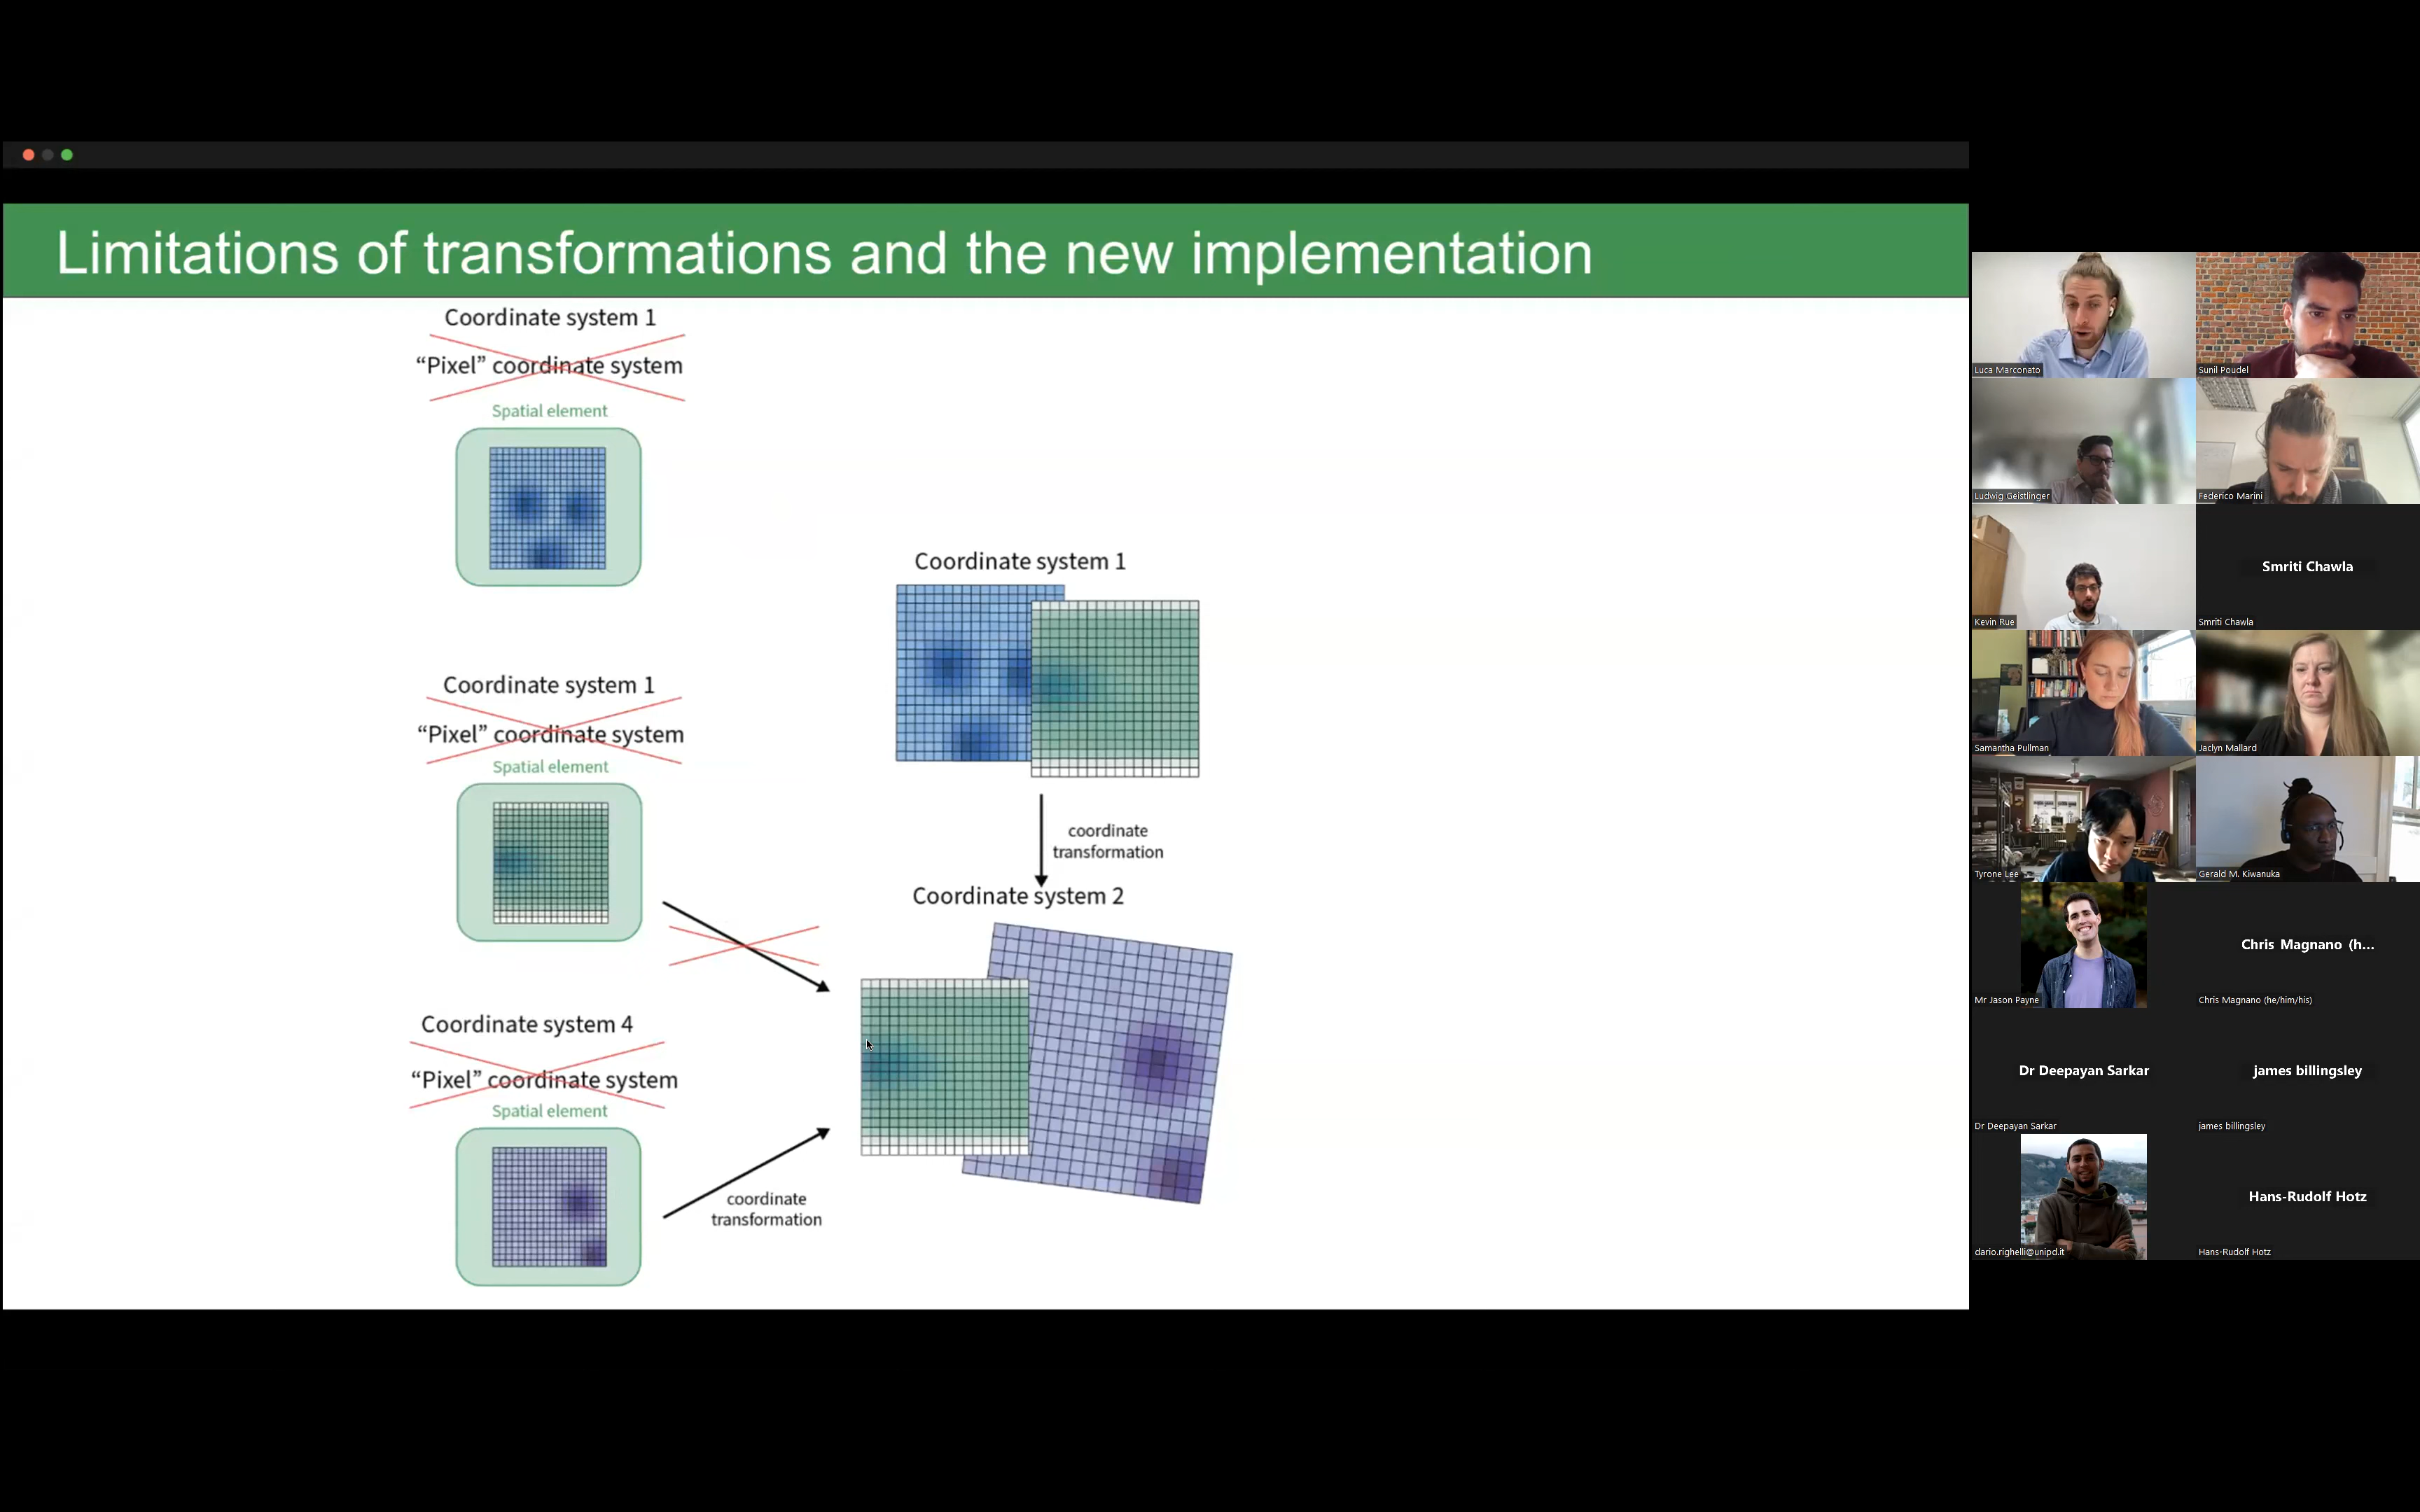 Limitations of transformations and the new implementation
Coordinate system 1
“Pixel” coordinate system
Spatial element
Coordinate system 1
“Pixel” coordinate system
Spatial element
Coordinate system 4
“Pixel” coordinate system
Spatial element
coordinate
transformation
Coordinate system 1
coordinate
transformation
Coordinate system 2
Luca Marconato
Sunil Poudel
Ludwig Geistlinger
Federico Marini
Kevin Rue
Smriti Chawla
Smriti Chawla
Samantha Pullman
Jaclyn Mallard
Tyrone Lee
Gerald M. Kiwanuka
Mr Jason Payne
Chris Magnano (h...
Chris Magnano (he/him/his)
Dr Deepayan Sarkar
Dr Deepayan Sarkar
james billingsley
james billingsley
dario.righelli@unipd.it
Hans-Rudolf Hotz
Hans-Rudolf Hotz